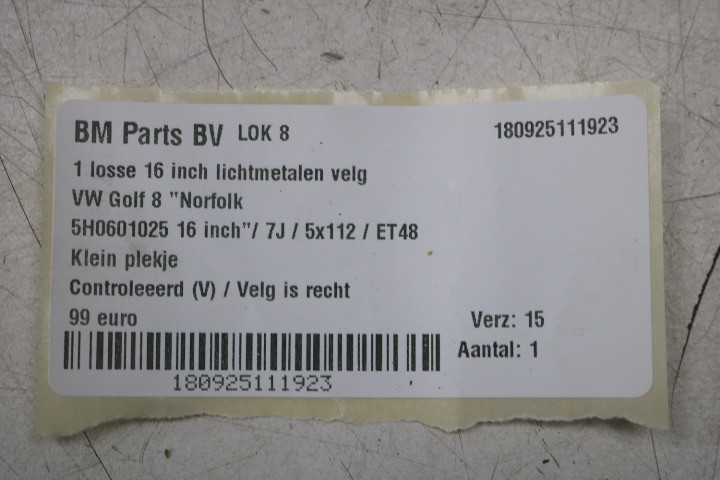 BM Parts BV LOK 8 180925111923
1 losse 16 inch lichtmetalen velg
VW Golf 8 "Norfolk
5H0601025 16 inch"/ 7J / 5x112 / ET48
Klein plekje
Controleeerd (V) / Velg is recht
99 euro Verz: 15
Aantal: 1
180925111923